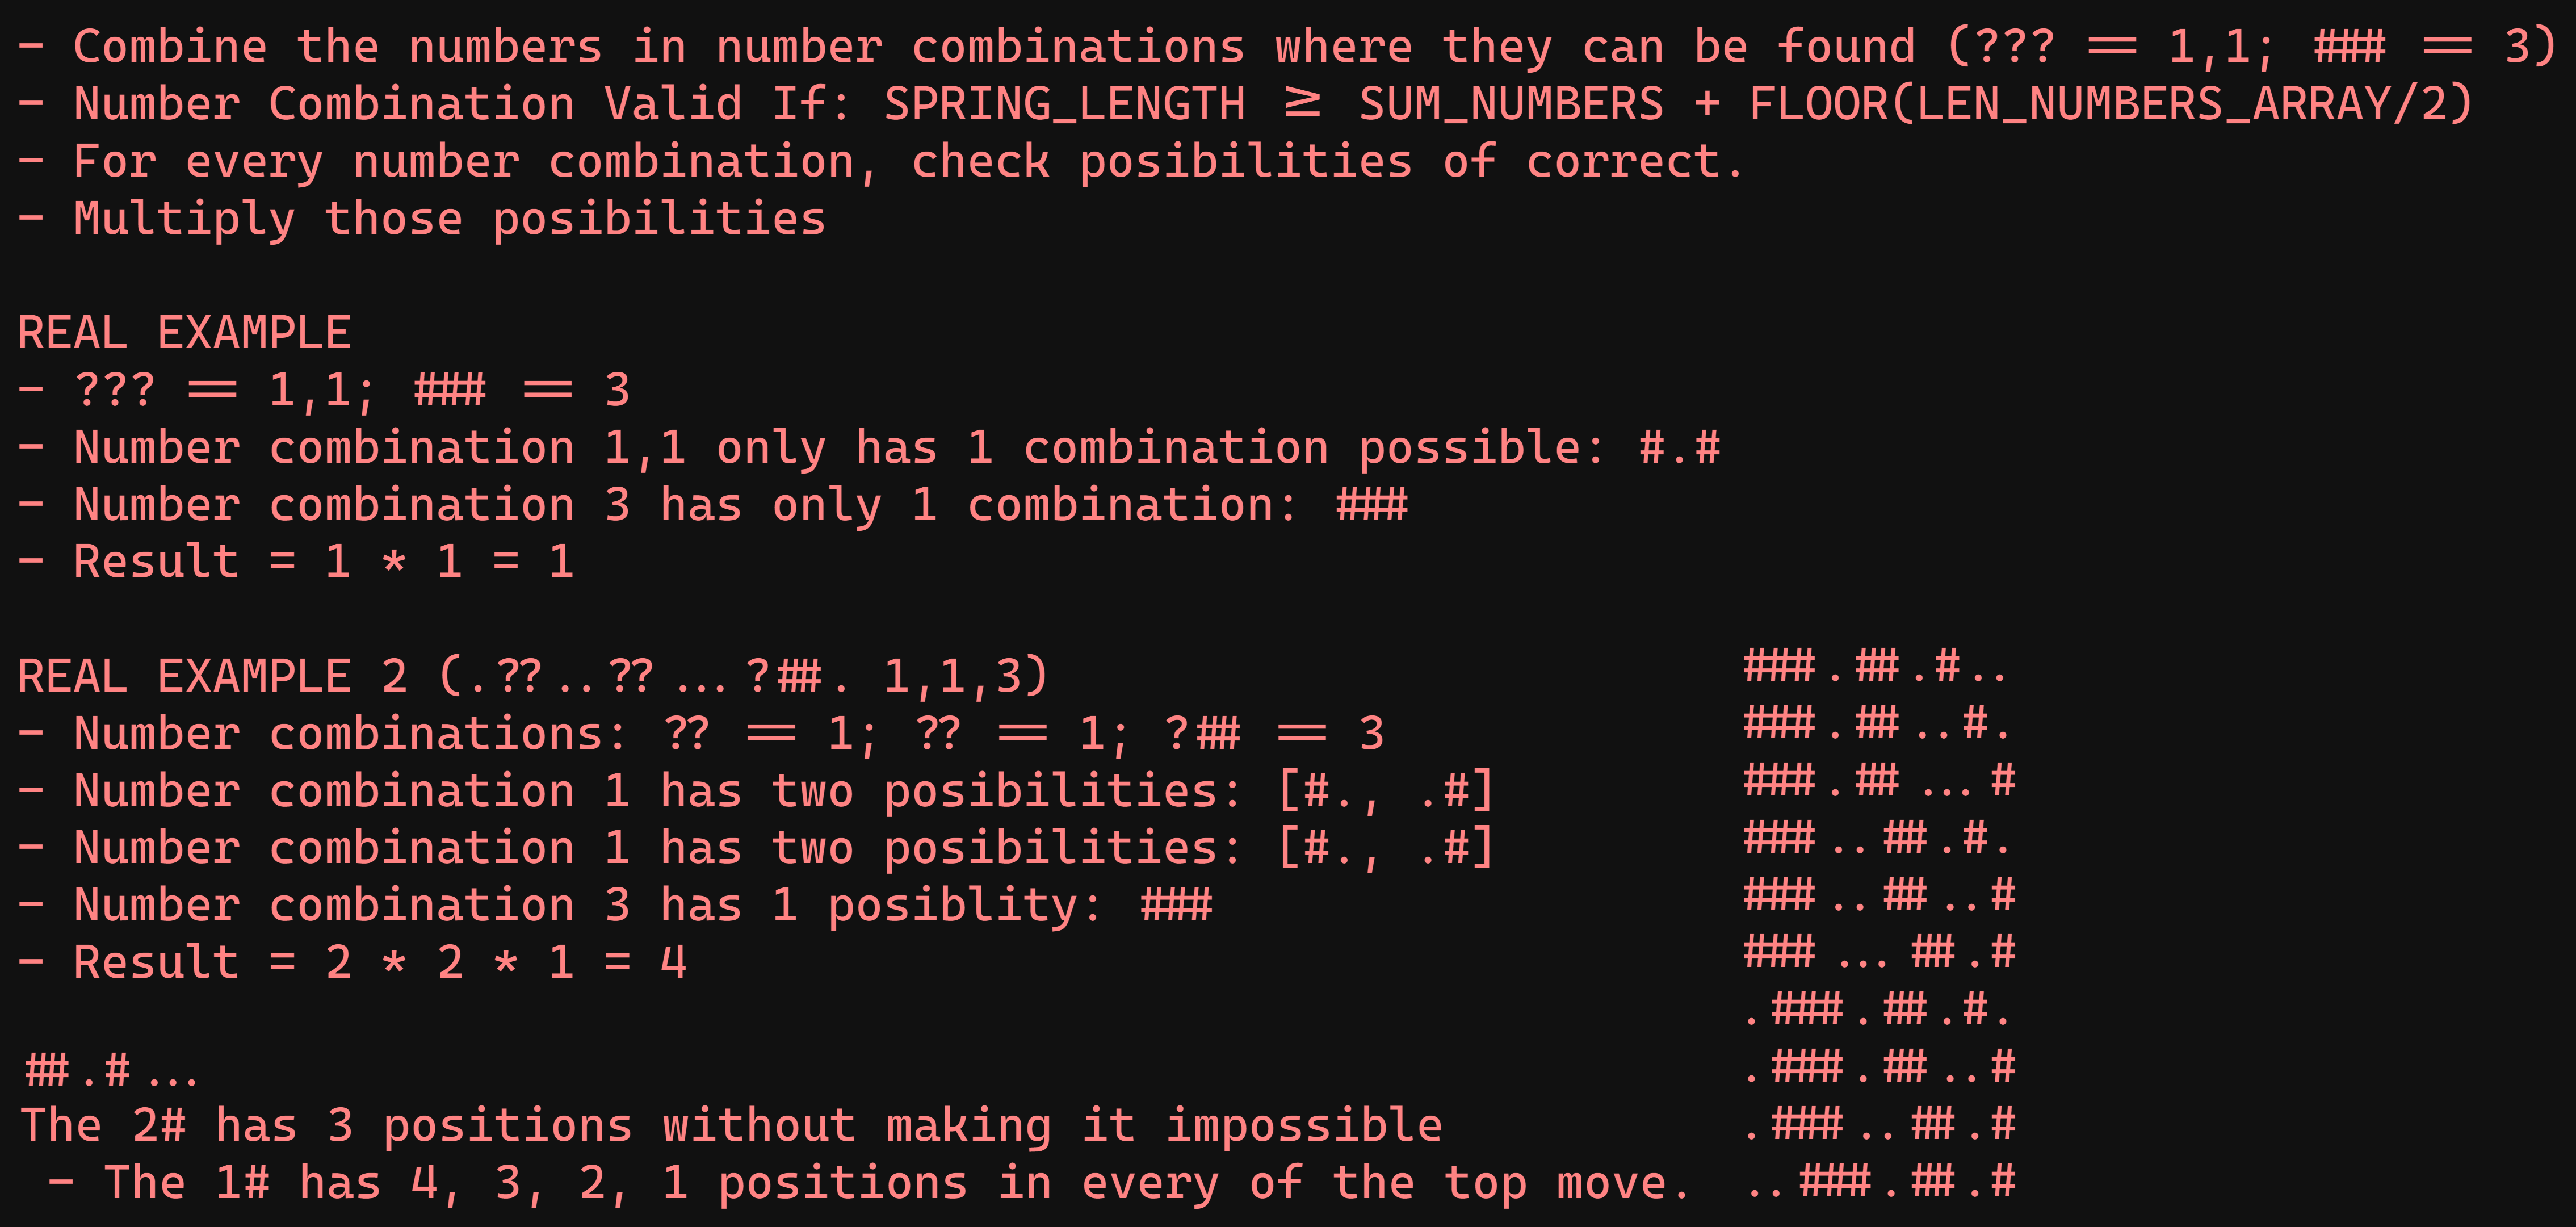 - Combine the numbers in number combinations where they can be found (??? == 1,1; ### == 3)
- Number Combination Valid If: SPRING_LENGTH ≥ SUM_NUMBERS + FLOOR(LEN_NUMBERS_ARRAY/2)
- For every number combination, check posibilities of correct.
- Multiply those posibilities
REAL EXAMPLE
- ??? == 1,1; ### == 3
- Number combination 1,1 only has 1 combination possible: #.#
- Number combination 3 has only 1 combination: ###
- Result = 1 * 1 = 1
REAL EXAMPLE 2 (.??..??...?##. 1,1,3)
- Number combinations: ?? == 1; ?? == 1; ?## == 3
- Number combination 1 has two posibilities: [#., .#]
- Number combination 1 has two posibilities: [#., .#]
- Number combination 3 has 1 posiblity: ###
- Result = 2 * 2 * 1 = 4
##.#...
The 2# has 3 positions without making it impossible
- The 1# has 4, 3, 2, 1 positions in every of the top move.
###.##.#..
###.##..#.
###.##...#
###..##.#.
###..##..#
###...##.#
.###.##.#.
.###.##..#
.###..##.#
..###.##.#